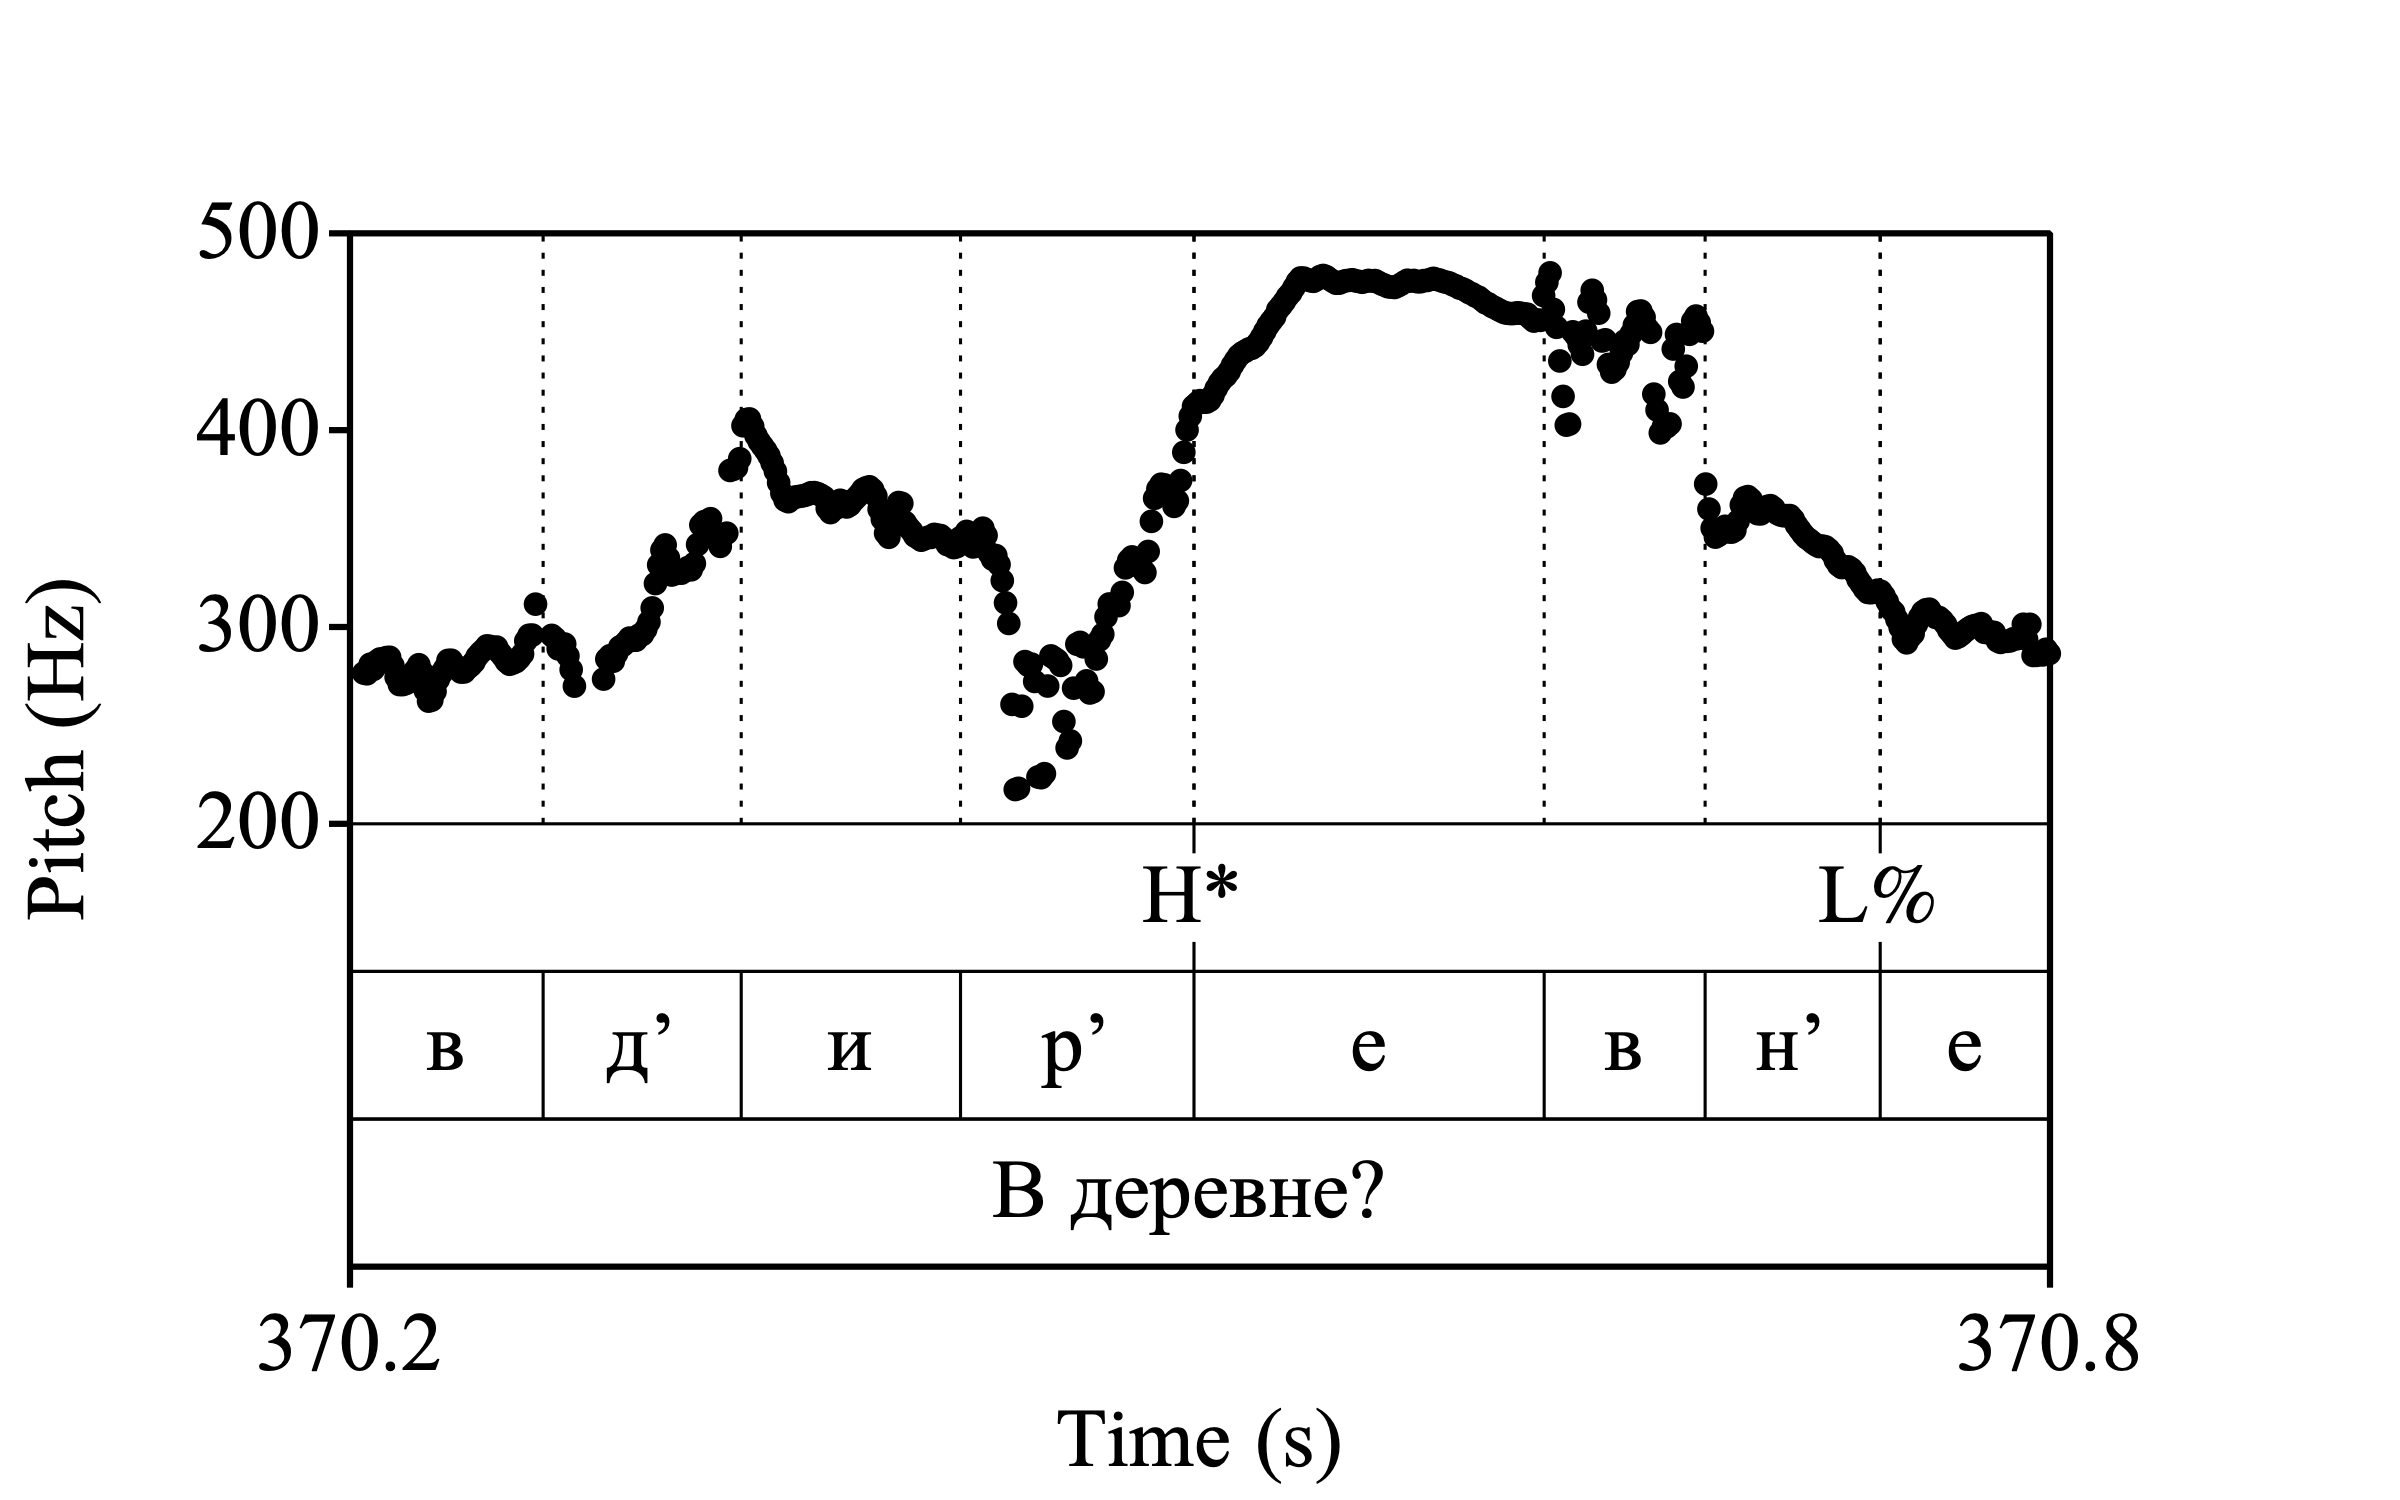 500
400
300
200
Pitch (Hz)
H* L%
в д’ и р’ е в н’ е
В деревне?
370.2 370.8
Time (s)